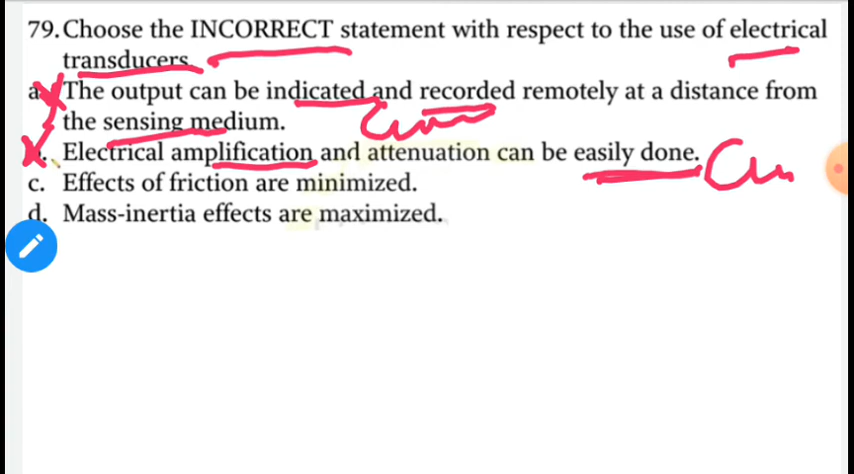 79. Choose the INCORRECT statement with respect to the use of electrical
transducers.
a. The output can be indicated and recorded remotely at a distance from
the sensing medium.
Electrical amplification and attenuation can be easily done.
c. Effects of friction are minimized.
d. Mass-inertia effects are maximized.